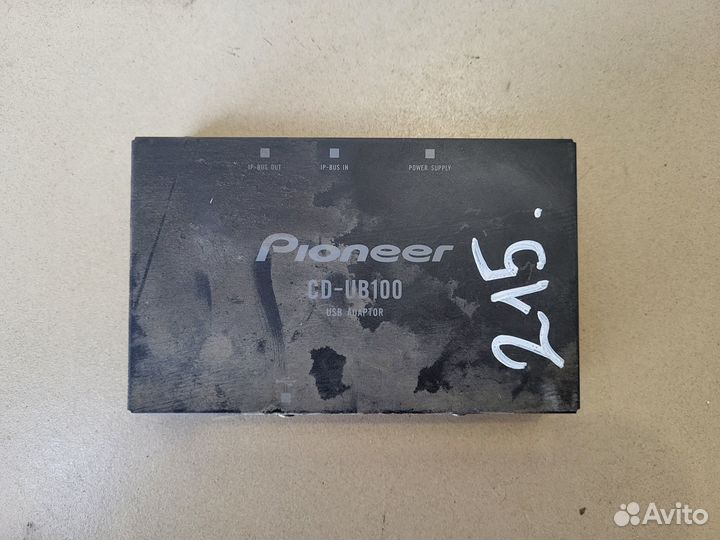 IP-BUS OUT IP-BUS IN POWER SUPPLY
Pioneer
CD-UB100
USB ADAPTOR
215.
Avito